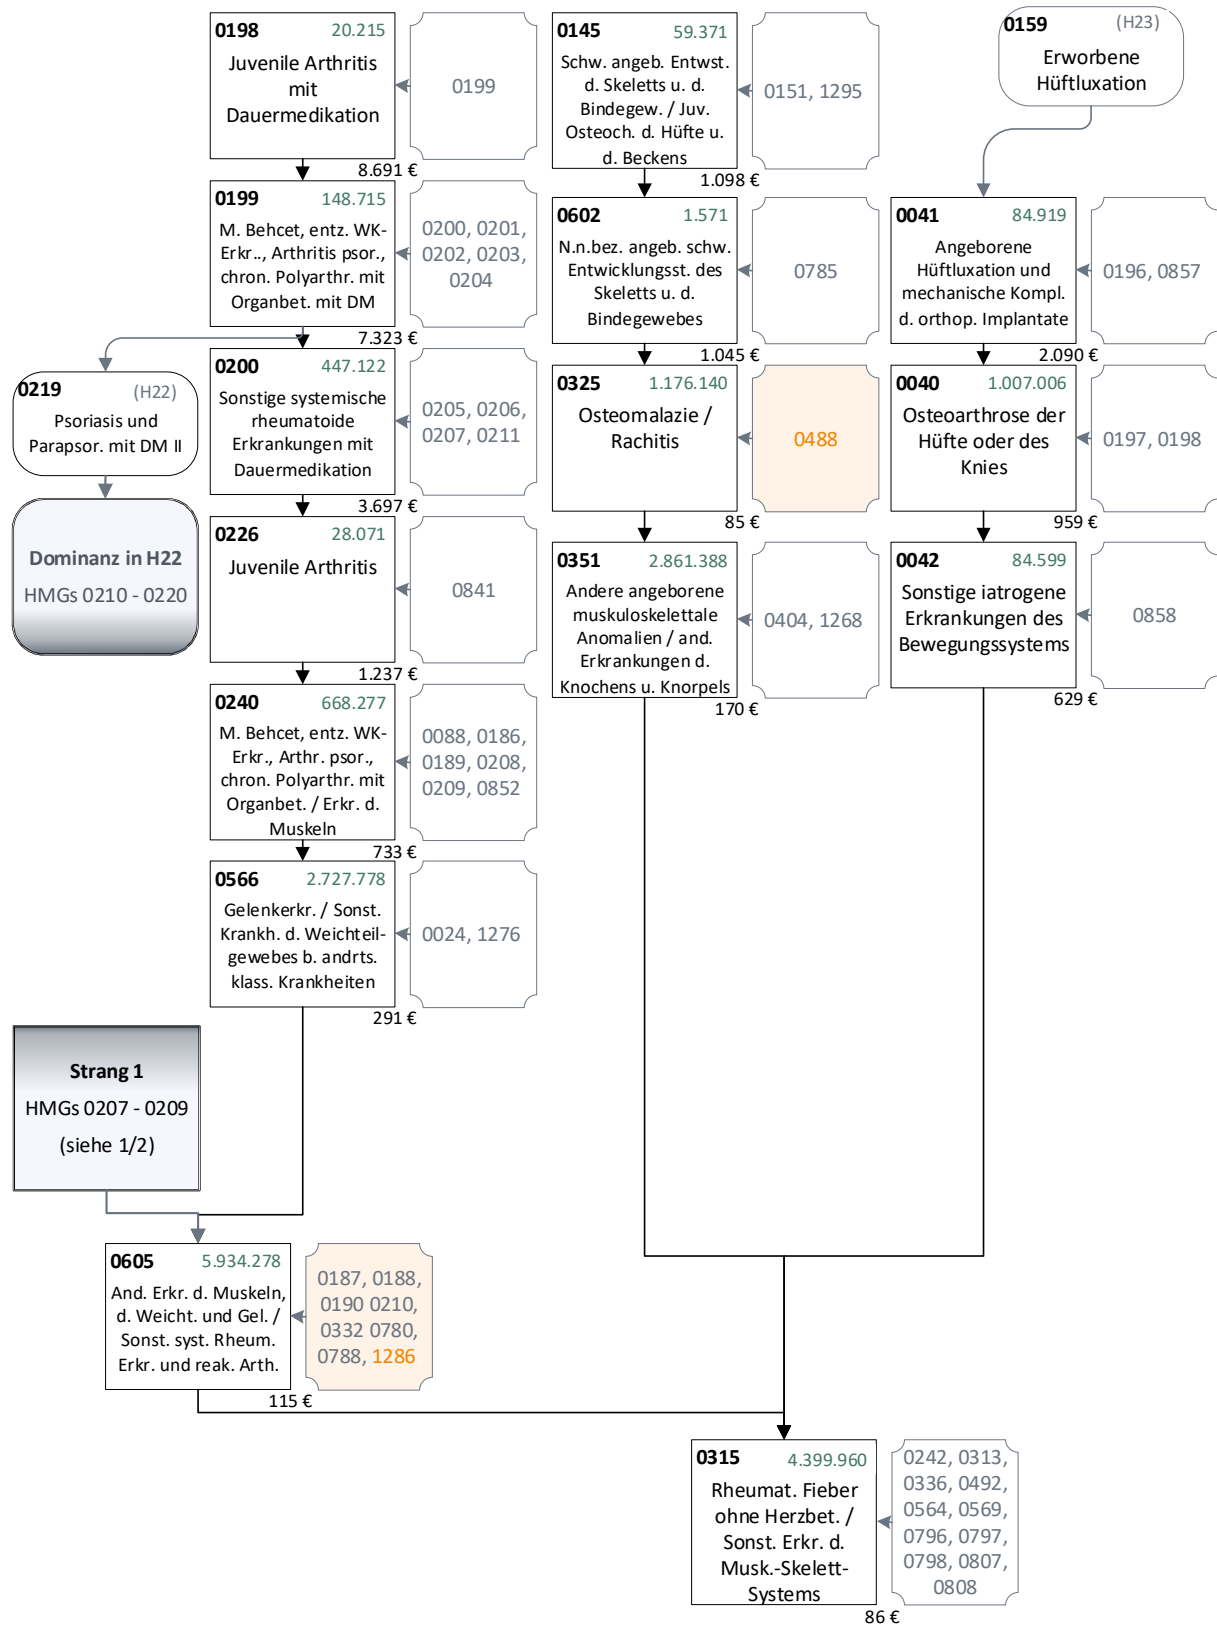 0198 20.215
Juvenile Arthritis
mit
Dauermedikation
8.691 €
0199
0199 148.715
M. Behcet, entz. WK-
Erkr.., Arthritis psor.,
chron. Polyarthr. mit
Organbet. mit DM
7.323 €
0200, 0201,
0202, 0203,
0204
0219 (H22)
Psoriasis und
Parapsor. mit DM II
Dominanz in H22
HMGs 0210 - 0220
0200 447.122
Sonstige systemische
rheumatoide
Erkrankungen mit
Dauermedikation
3.697 €
0205, 0206,
0207, 0211
0226 28.071
Juvenile Arthritis
1.237 €
0841
0240 668.277
M. Behcet, entz. WK-
Erkr., Arthr. psor.,
chron. Polyarthr. mit
Organbet. / Erkr. d.
Muskeln
733 €
0088, 0186,
0189, 0208,
0209, 0852
0566 2.727.778
Gelenkerkr. / Sonst.
Krankh. d. Weichteil-
gewebes b. andrts.
klass. Krankheiten
291 €
0024, 1276
Strang 1
HMGs 0207 - 0209
(siehe 1/2)
0605 5.934.278
And. Erkr. d. Muskeln,
d. Weicht. und Gel. /
Sonst. syst. Rheum.
Erkr. und reak. Arth.
115 €
0187, 0188,
0190 0210,
0332 0780,
0788, 1286
0145 59.371
Schw. angeb. Entwst.
d. Skeletts u. d.
Bindegew. / Juv.
Osteoch. d. Hüfte u.
d. Beckens
1.098 €
0151, 1295
0602 1.571
N.n.bez. angeb. schw.
Entwicklungsst. des
Skeletts u. d.
Bindegewebes
1.045 €
0785
0325 1.176.140
Osteomalazie /
Rachitis
85 €
0488
0351 2.861.388
Andere angeborene
muskuloskelettale
Anomalien / and.
Erkrankungen d.
Knochens u. Knorpels
170 €
0404, 1268
0159 (H23)
Erworbene
Hüftluxation
0041 84.919
Angeborene
Hüftluxation und
mechanische Kompl.
d. orthop. Implantate
2.090 €
0196, 0857
0040 1.007.006
Osteoarthrose der
Hüfte oder des
Knies
959 €
0197, 0198
0042 84.599
Sonstige iatrogene
Erkrankungen des
Bewegungssystems
629 €
0858
0315 4.399.960
Rheumat. Fieber
ohne Herzbet. /
Sonst. Erkr. d.
Musk.-Skelett-
Systems
86 €
0242, 0313,
0336, 0492,
0564, 0569,
0796, 0797,
0798, 0807,
0808